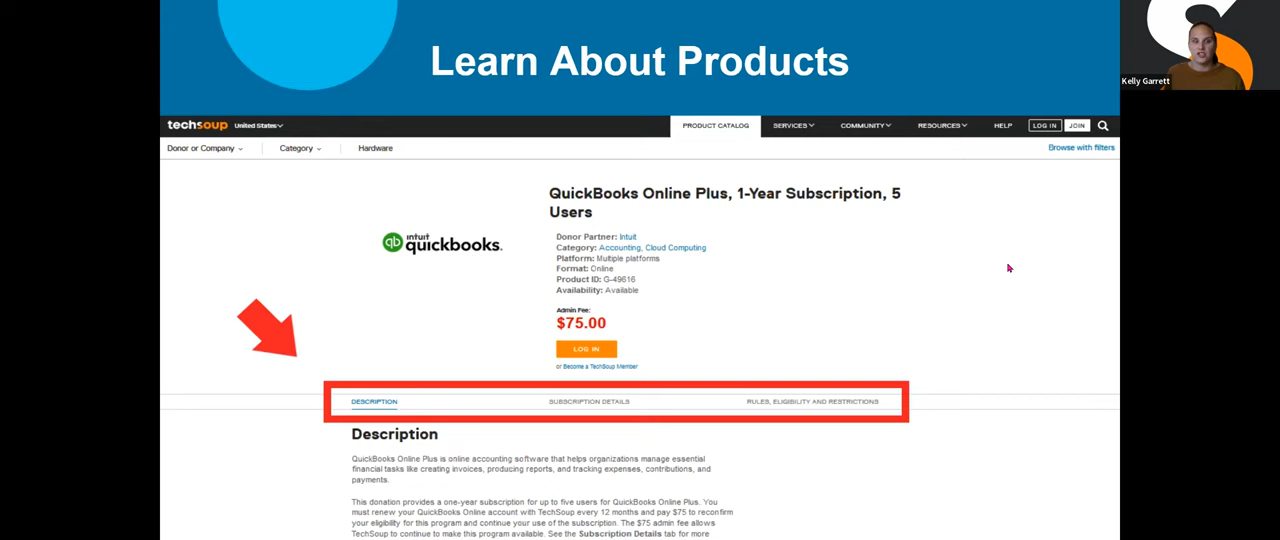 Learn About Products
Kelly Garrett
techsoup United States
PRODUCT CATALOG SERVICES COMMUNITY RESOURCES HELP LOG IN JOIN
Donor or Company Category Hardware Browse with filters
QuickBooks Online Plus, 1-Year Subscription, 5
Users
intuit
qb quickbooks.
Donor Partner: Intuit
Category: Accounting, Cloud Computing
Platform: Multiple platforms
Format: Online
Product ID: G-49616
Availability: Available
Admin Fee:
$75.00
LOG IN
or Become a TechSoup Member
DESCRIPTION SUBSCRIPTION DETAILS RULES, ELIGIBILITY AND RESTRICTIONS
Description
QuickBooks Online Plus is online accounting software that helps organizations manage essential
financial tasks like creating invoices, producing reports, and tracking expenses, contributions, and
payments.
This donation provides a one-year subscription for up to five users for QuickBooks Online Plus. You
must renew your QuickBooks Online account with TechSoup every 12 months and pay $75 to reconfirm
your eligibility for this program and continue your use of the subscription. The $75 admin fee allows
TechSoup to continue to make this program available. See the Subscription Details tab for more